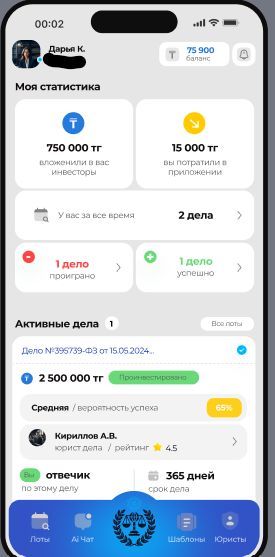 00:02
Дарья К.
₸ 75 900
баланс
Моя статистика
₸
750 000 тг
вложенили в вас
инвесторы
15 000 тг
вы потратили в
приложении
У вас за все время 2 дела
1 дело
проиграно
1 дело
успешно
Активные дела 1 Все лоты
Дело №395739-ФЗ от 15.05.2024...
₸ 2 500 000 тг Проинвестировано
Средняя / вероятность успеха 65%
Кириллов А.В.
юрист дела / рейтинг 4.5
Вы отвечик
по этому делу
365 дней
срок дела
Лоты Ai Чат Шаблоны Юристы